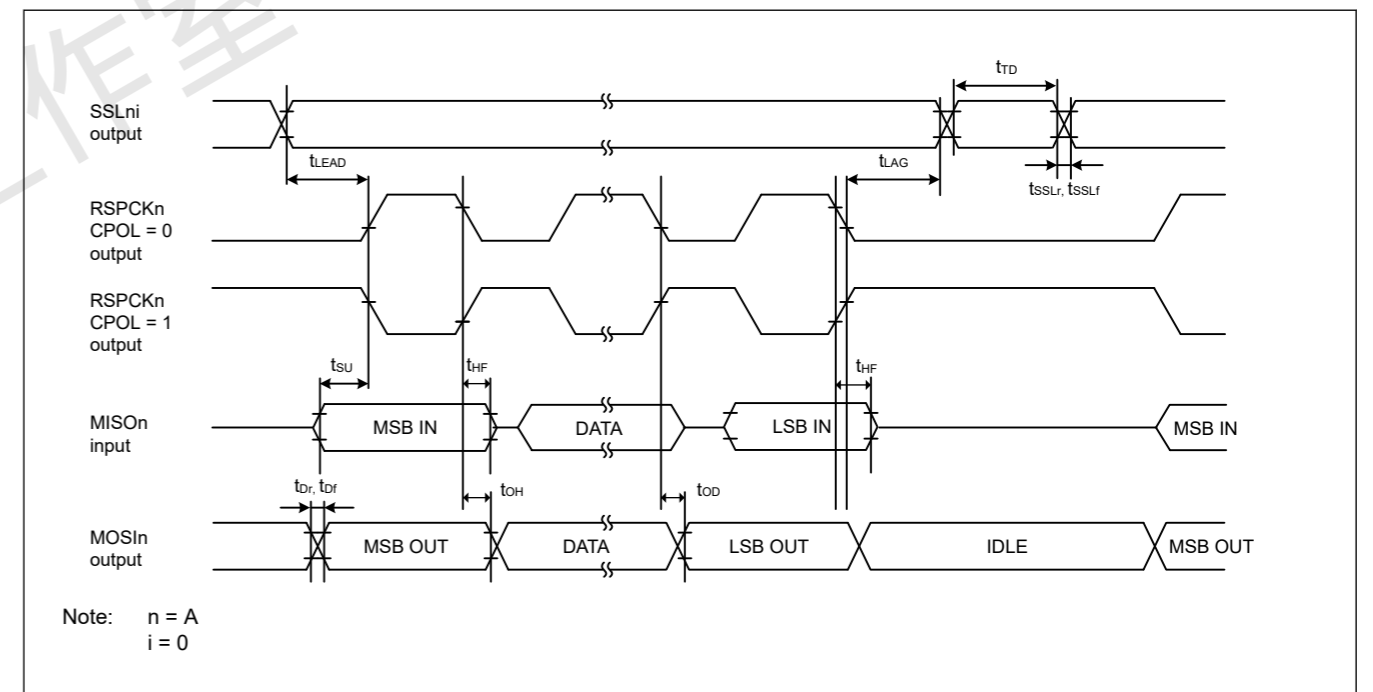 作室
tTD
SSLni
output
tLEAD
tLAG
tSSLr, tSSLf
RSPCKn
CPOL = 0
output
RSPCKn
CPOL = 1
output
tSU
tHF
tHF
MISOn
input
MSB IN
DATA
LSB IN
MSB IN
tDr, tDf
tOH
tOD
MOSIn
output
MSB OUT
DATA
LSB OUT
IDLE
MSB OUT
Note: n = A
i = 0